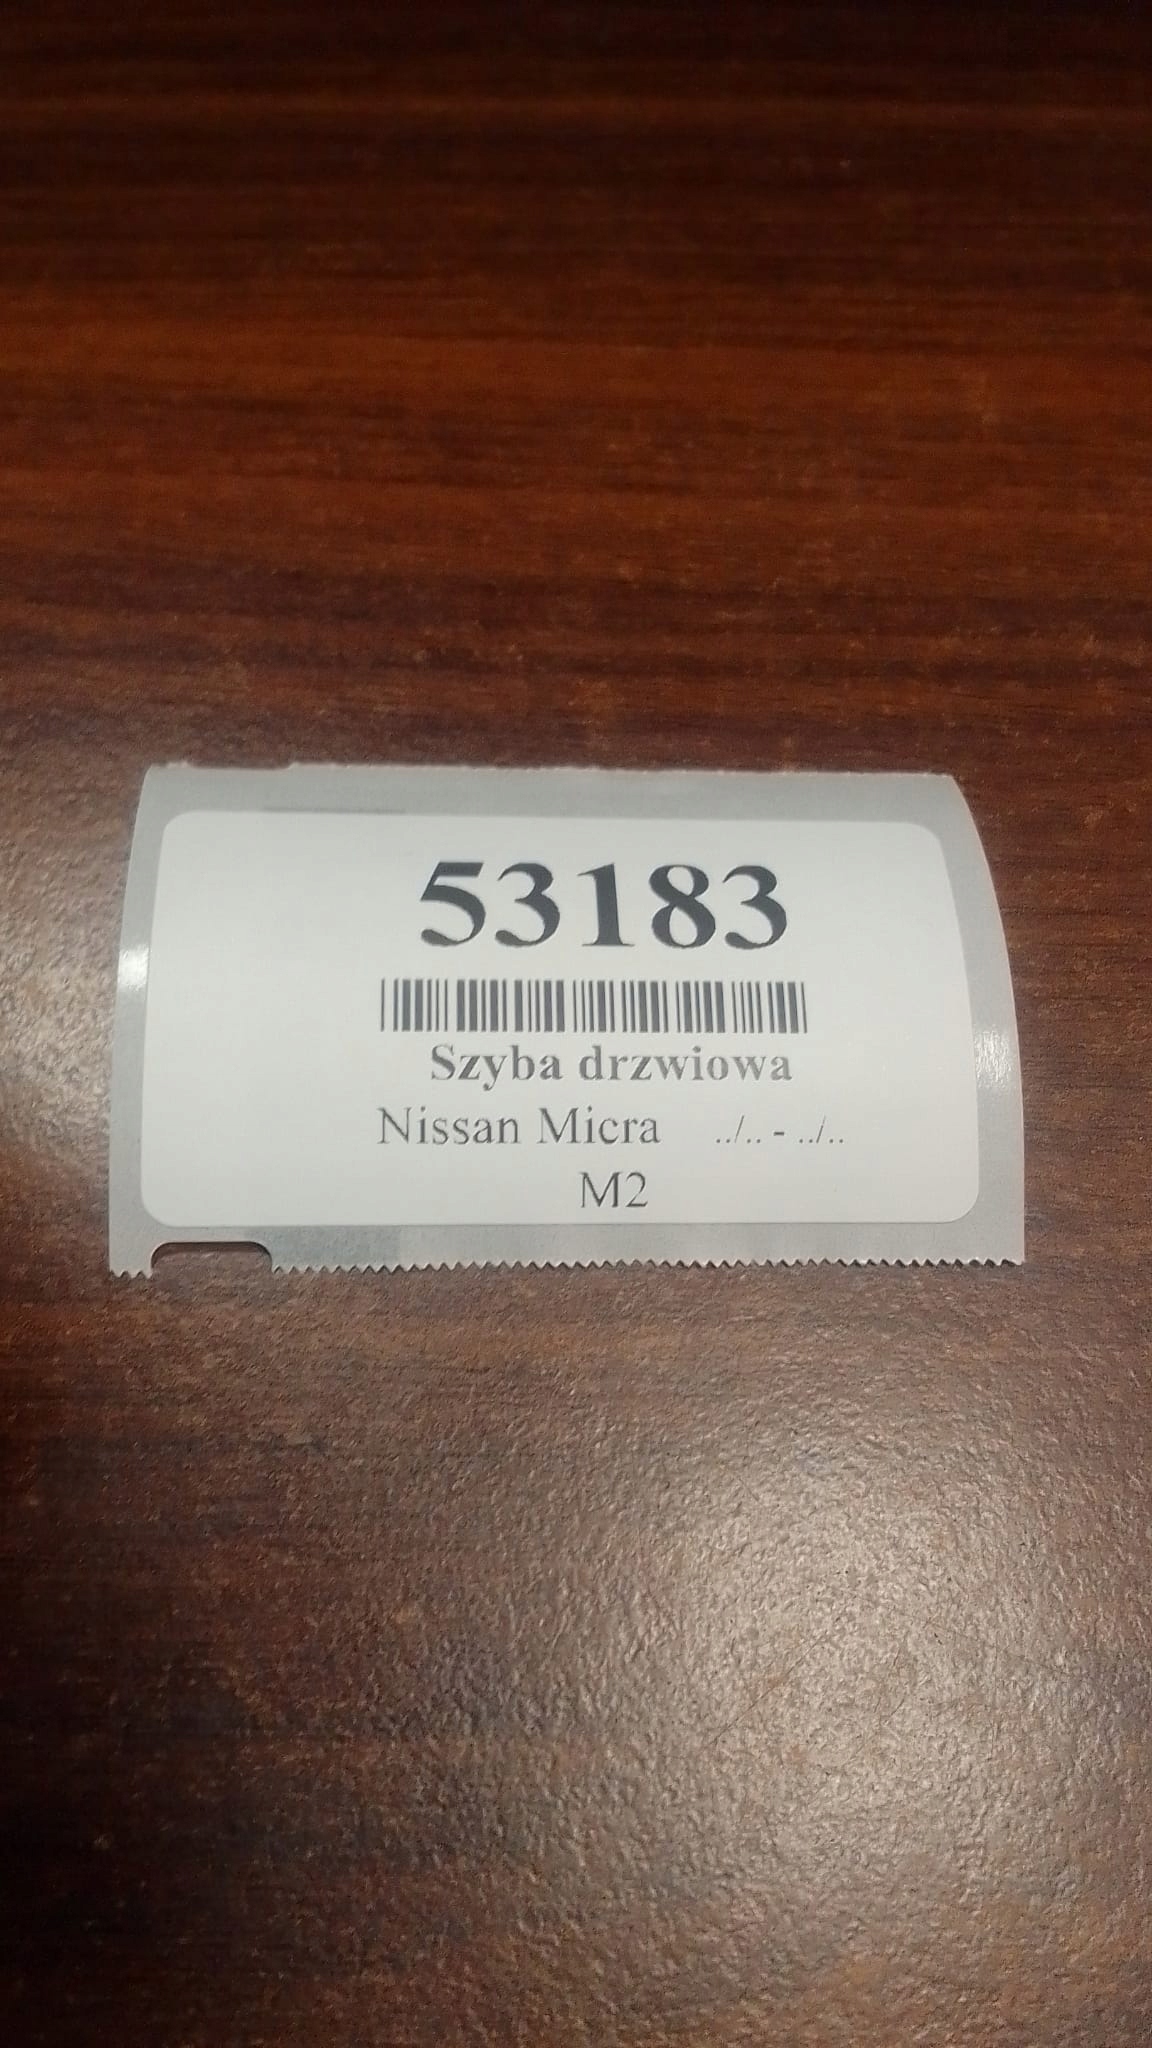 53183
Szyba drzwiowa
Nissan Micra ../.. - ../..
M2